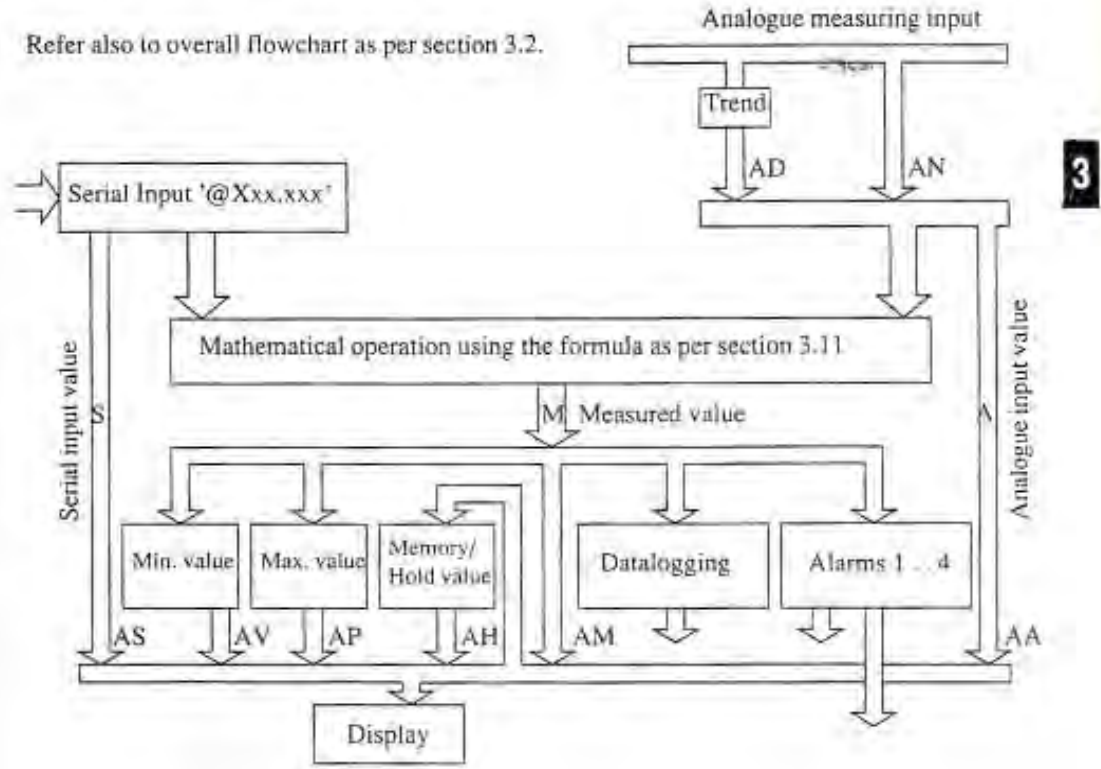 Analogue measuring input
Refer also to overall flowchart as per section 3.2.
Trend
AD
AN
3
Serial Input '@Xxx.xxx'
Mathematical operation using the formula as per section 3.11
Serial input value
S
M Measured value
A
Analogue input value
Min. value
Max. value
Memory/
Hold value
Datalogging
Alarms 1 ... 4
AS
AV
AP
AH
AM
AA
Display